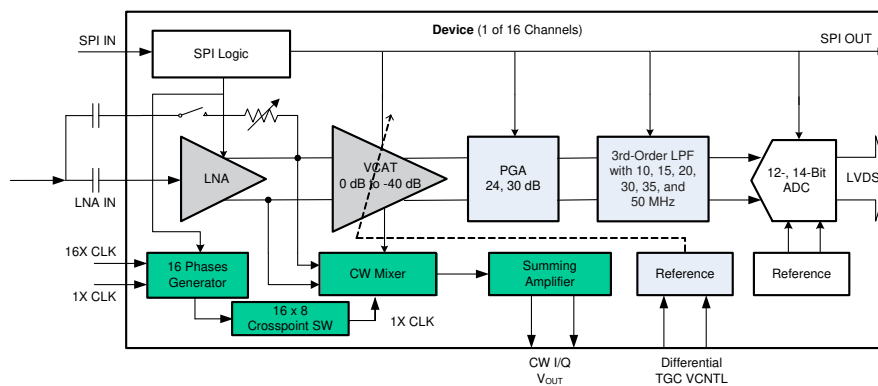 Device (1 of 16 Channels)
SPI IN
SPI Logic
SPI OUT
LNA
VCAT
0 dB to -40 dB
PGA
24, 30 dB
3rd-Order LPF
with 10, 15, 20,
30, 35, and
50 MHz
12-, 14-Bit
ADC
LVDS
LNA IN
16X CLK
1X CLK
16 Phases
Generator
CW Mixer
Summing
Amplifier
Reference
Reference
16 x 8
Crosspoint SW
1X CLK
CW I/Q
VOUT
Differential
TGC VCNTL